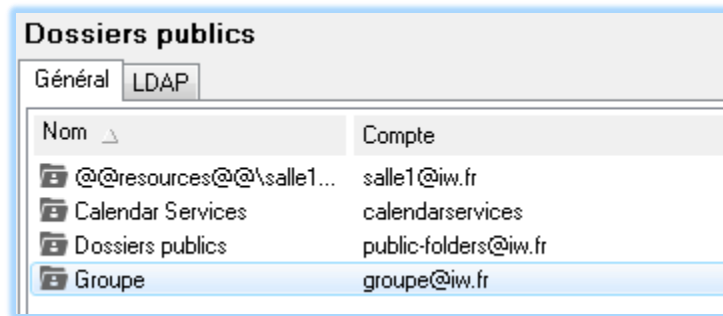 Dossiers publics
Général LDAP
Nom Compte
@@resources@@\salle1... salle1@iw.fr
Calendar Services calendarservices
Dossiers publics public-folders@iw.fr
Groupe groupe@iw.fr